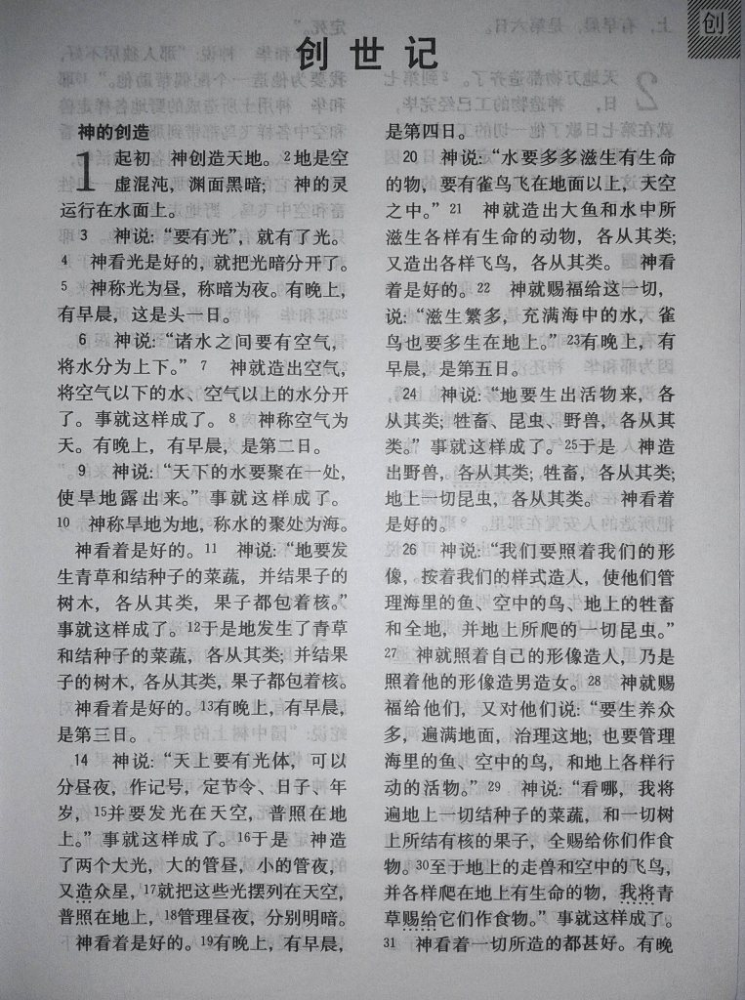 创
创世记
神的创造
1 起初　神创造天地。2地是空
虚混沌，渊面黑暗；　神的灵
运行在水面上。
3　神说：“要有光”，就有了光。
4　神看光是好的，就把光暗分开了。
5　神称光为昼，称暗为夜。有晚上，
有早晨，这是头一日。
6　神说：“诸水之间要有空气，
将水分为上下。”7　神就造出空气，
将空气以下的水、空气以上的水分开
了。事就这样成了。8　神称空气为
天。有晚上，有早晨，是第二日。
9　神说：“天下的水要聚在一处，
使旱地露出来。”事就这样成了。
10　神称旱地为地，称水的聚处为海。
神看着是好的。11　神说：“地要发
生青草和结种子的菜蔬，并结果子的
树木，各从其类，果子都包着核。”
事就这样成了。12于是地发生了青草
和结种子的菜蔬，各从其类；并结果
子的树木，各从其类，果子都包着核。
神看着是好的。13有晚上，有早晨，
是第三日。
14　神说：“天上要有光体，可以
分昼夜，作记号，定节令、日子、年
岁，15并要发光在天空，普照在地
上。”事就这样成了。16于是　神造
了两个大光，大的管昼，小的管夜，
又造众星，17就把这些光摆列在天空，
普照在地上，18管理昼夜，分别明暗。
神看着是好的。19有晚上，有早晨，
是第四日。
20　神说：“水要多多滋生有生命
的物，要有雀鸟飞在地面以上，天空
之中。”21　神就造出大鱼和水中所
滋生各样有生命的动物，各从其类；
又造出各样飞鸟，各从其类。　神看
着是好的。22　神就赐福给这一切，
说：“滋生繁多，充满海中的水，雀
鸟也要多生在地上。”23有晚上，有
早晨，是第五日。
24　神说：“地要生出活物来，各
从其类；牲畜、昆虫、野兽，各从其
类。”事就这样成了。25于是　神造
出野兽，各从其类；牲畜，各从其类；
地上一切昆虫，各从其类。　神看着
是好的。
26　神说：“我们要照着我们的形
像，按着我们的样式造人，使他们管
理海里的鱼、空中的鸟、地上的牲畜
和全地，并地上所爬的一切昆虫。”
27　神就照着自己的形像造人，乃是
照着他的形像造男造女。28　神就赐
福给他们，又对他们说：“要生养众
多，遍满地面，治理这地；也要管理
海里的鱼、空中的鸟，和地上各样行
动的活物。”29　神说：“看哪，我将
遍地上一切结种子的菜蔬，和一切树
上所结有核的果子，全赐给你们作食
物。30至于地上的走兽和空中的飞鸟，
并各样爬在地上有生命的物，我将青
草赐给它们作食物。”事就这样成了。
31　神看着一切所造的都甚好。有晚